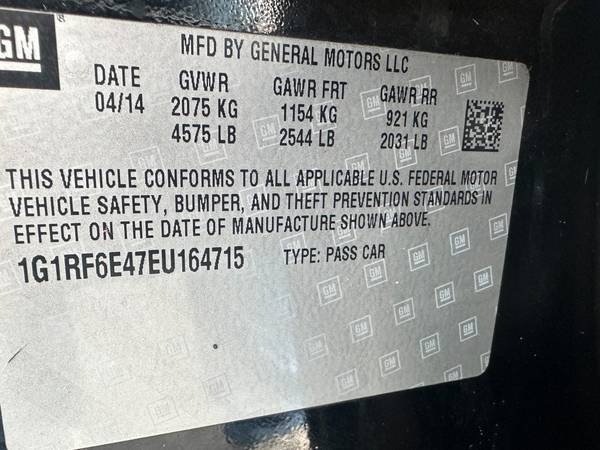 GM
MFD BY GENERAL MOTORS LLC
DATE GVWR GAWR FRT GAWR RR
04/14 2075 KG 1154 KG 921 KG
4575 LB 2544 LB 2031 LB
THIS VEHICLE CONFORMS TO ALL APPLICABLE U.S. FEDERAL MOTOR
VEHICLE SAFETY, BUMPER, AND THEFT PREVENTION STANDARDS IN
EFFECT ON THE DATE OF MANUFACTURE SHOWN ABOVE.
1G1RF6E47EU164715 TYPE: PASS CAR